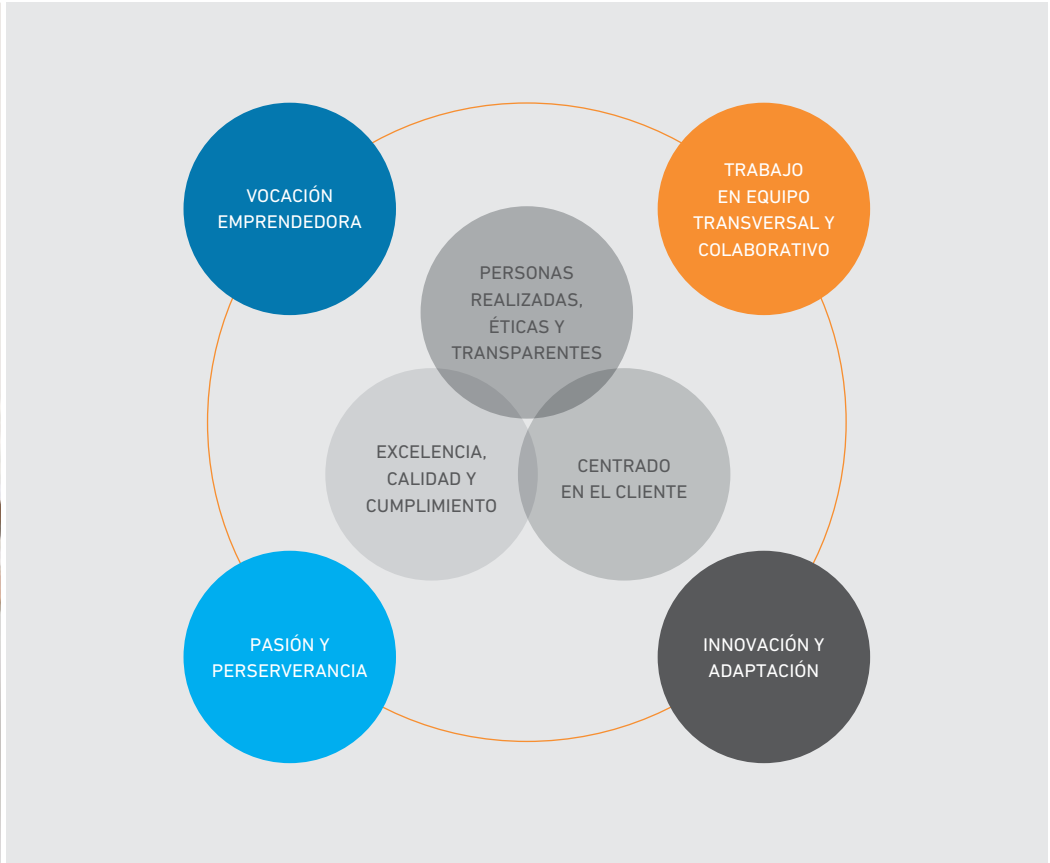 VOCACIÓN
EMPRENDEDORA
TRABAJO
EN EQUIPO
TRANSVERSAL Y
COLABORATIVO
PERSONAS
REALIZADAS,
ÉTICAS Y
TRANSPARENTES
EXCELENCIA,
CALIDAD Y
CUMPLIMIENTO
CENTRADO
EN EL CLIENTE
PASIÓN Y
PERSERVERANCIA
INNOVACIÓN Y
ADAPTACIÓN